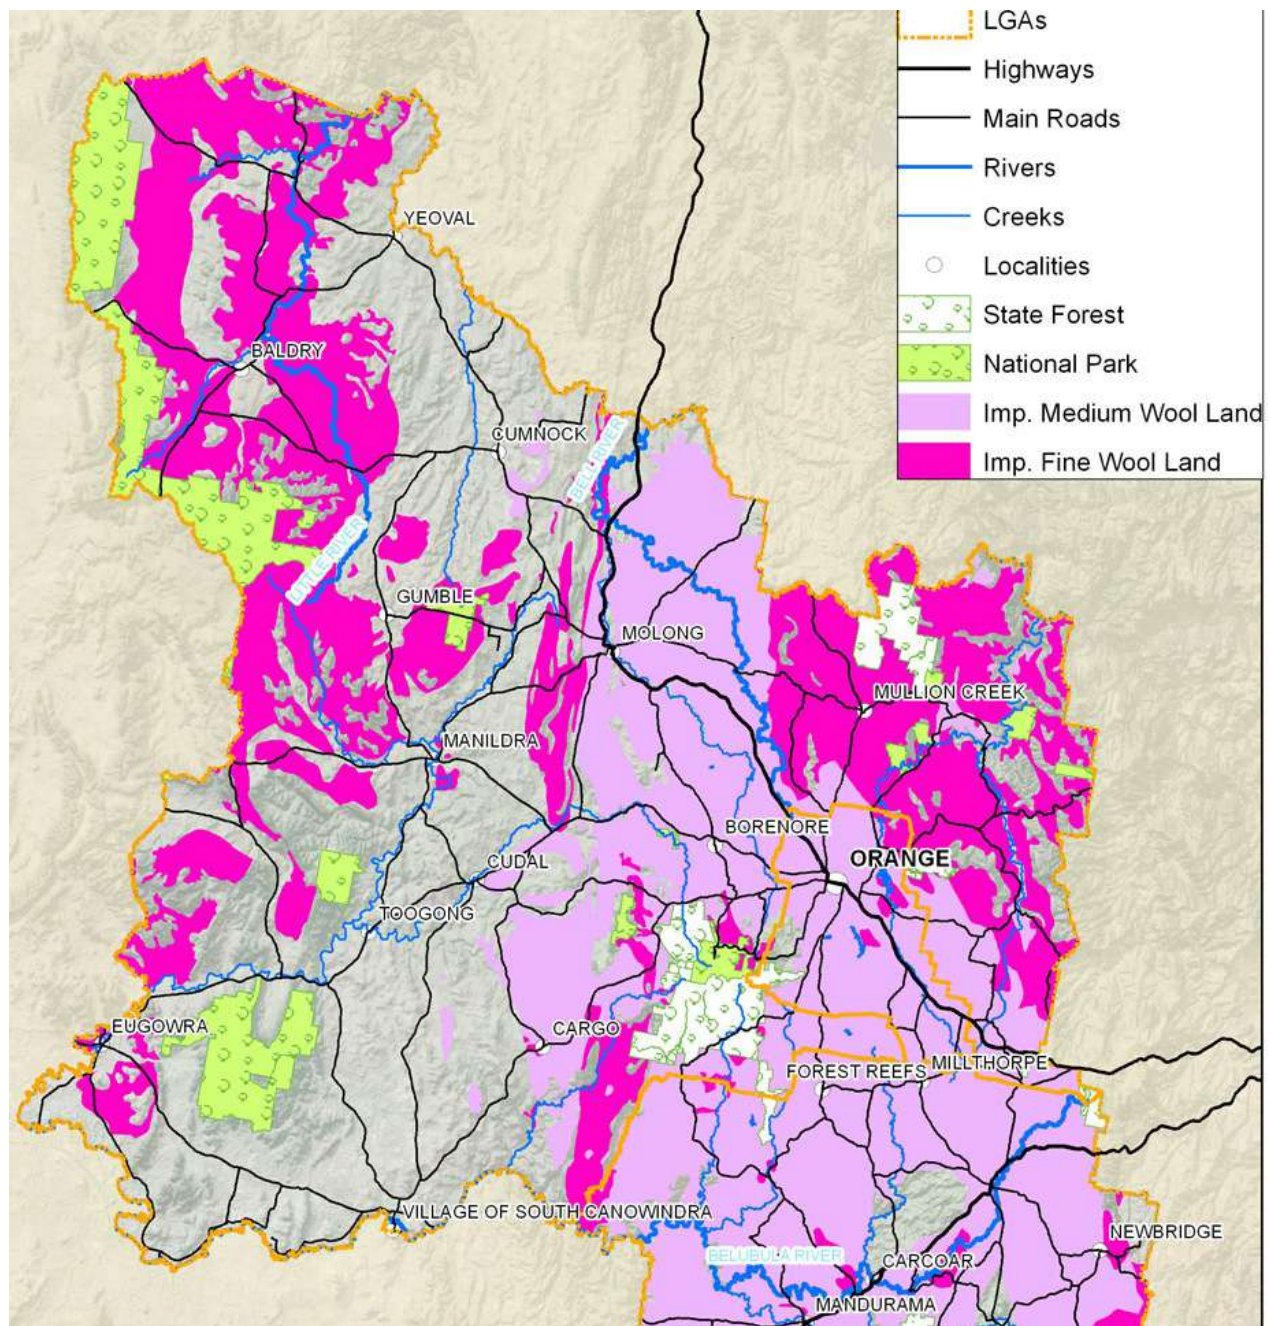 LGAs
Highways
Main Roads
Rivers
Creeks
Localities
State Forest
National Park
Imp. Medium Wool Land
Imp. Fine Wool Land
YEOVAL
BALDRY
CUMNOCK
BELL RIVER
LITTLE RIVER
GUMBLE
MOLONG
MULLION CREEK
MANILDRA
BORENORE
ORANGE
CUDAL
TOOGONG
EUGOWRA
CARGO
MILLTHORPE
FOREST REEFS
VILLAGE OF SOUTH CANOWINDRA
NEWBRIDGE
BELUBULA RIVER
CARCOAR
MANDURAMA